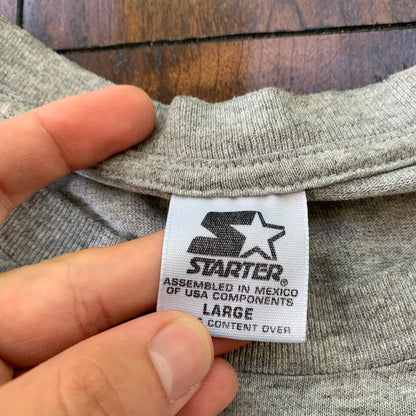 STARTER®
ASSEMBLED IN MEXICO
OF USA COMPONENTS
LARGE
CONTENT OVER